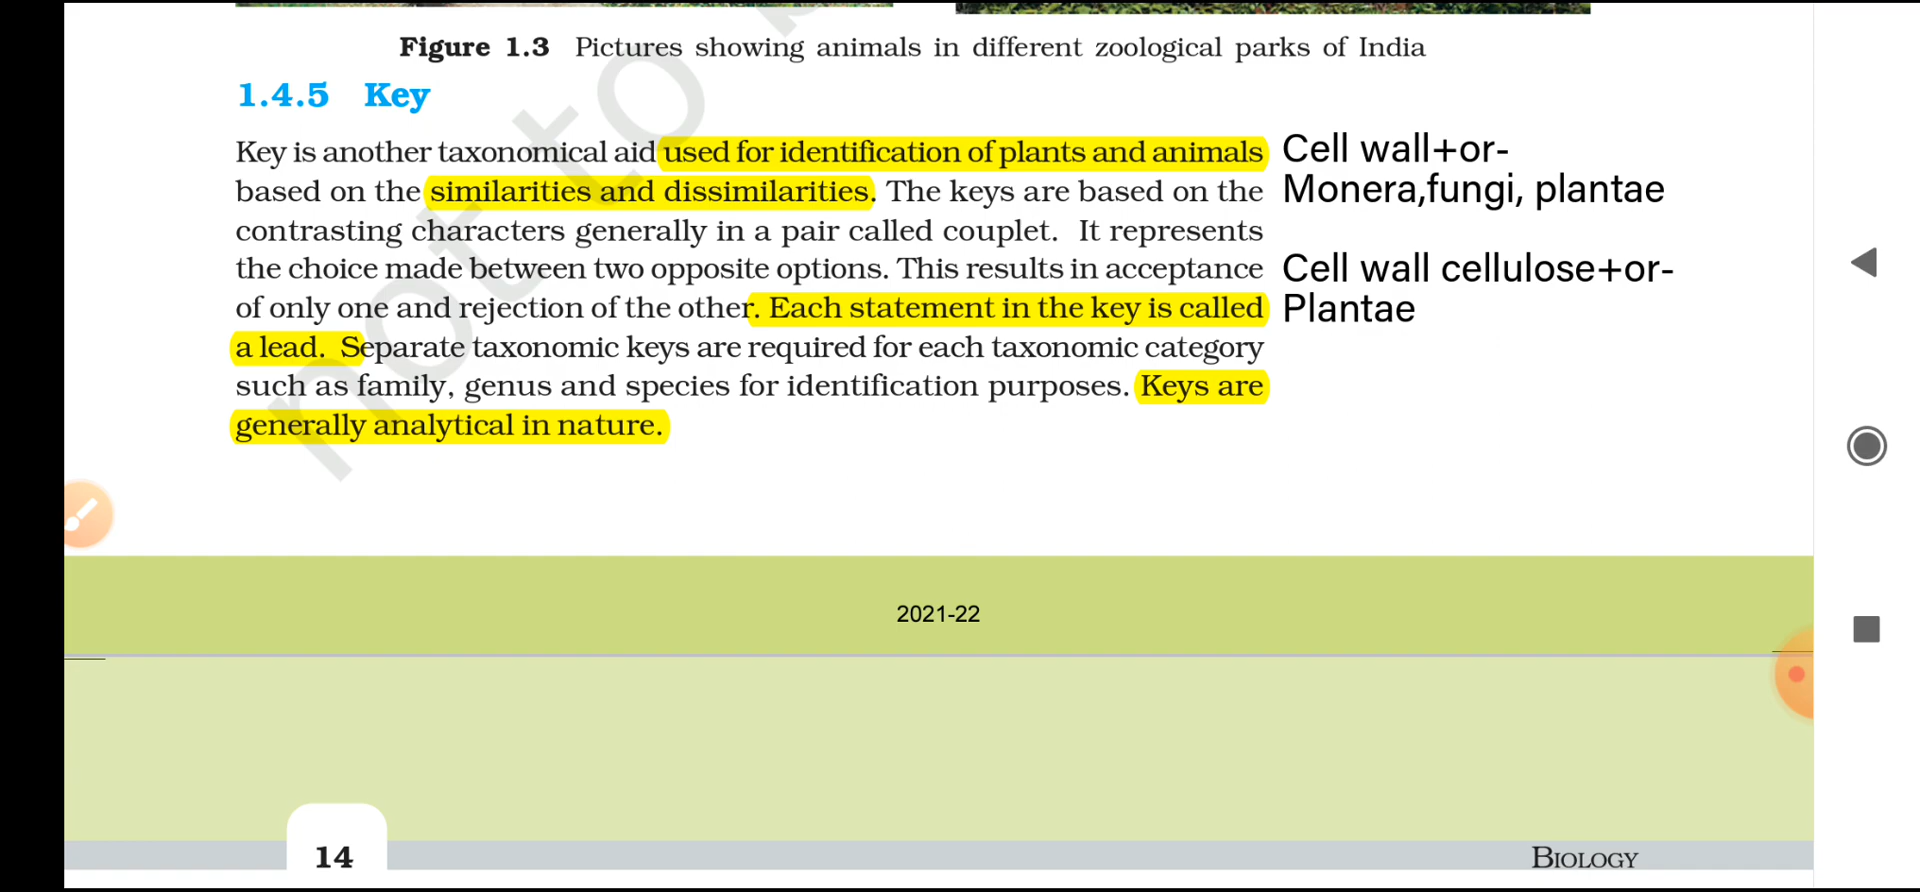 Figure 1.3 Pictures showing animals in different zoological parks of India
1.4.5 Key
Key is another taxonomical aid used for identification of plants and animals
based on the similarities and dissimilarities. The keys are based on the
contrasting characters generally in a pair called couplet. It represents
the choice made between two opposite options. This results in acceptance
of only one and rejection of the other. Each statement in the key is called
a lead. Separate taxonomic keys are required for each taxonomic category
such as family, genus and species for identification purposes. Keys are
generally analytical in nature.
Cell wall+or-
Monera,fungi, plantae
Cell wall cellulose+or-
Plantae
not to
2021-22
14
BIOLOGY